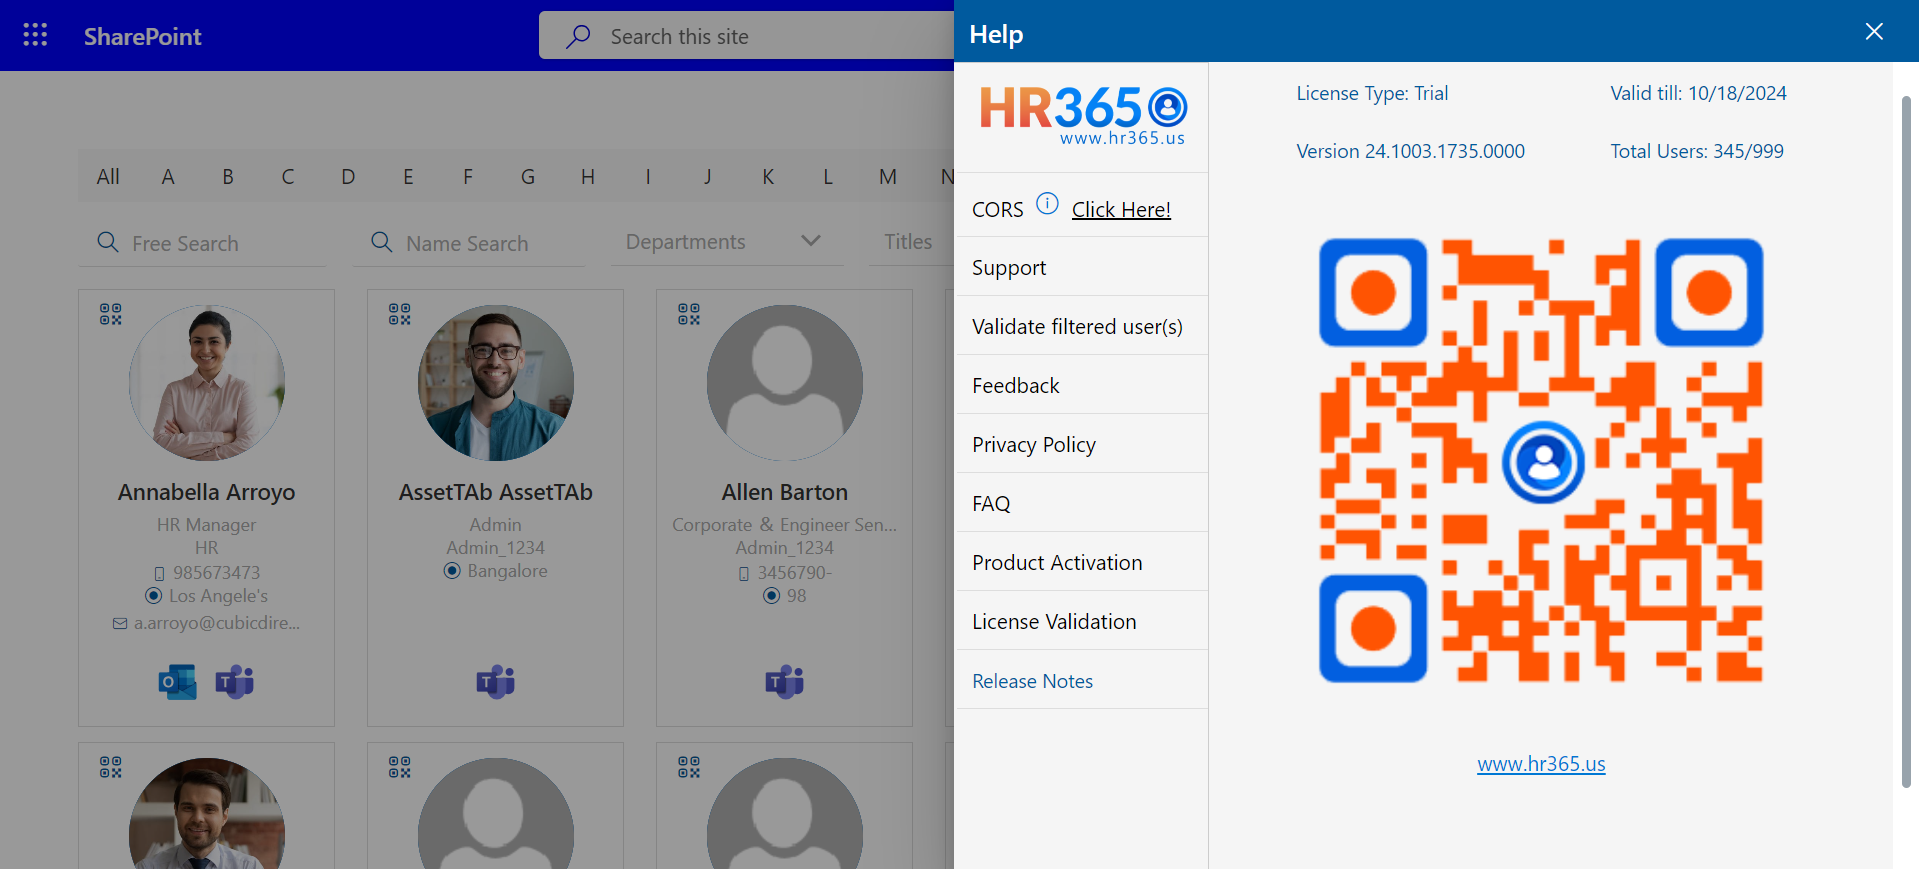 SharePoint
Search this site
All A B C D E F G H I J K L M N
Free Search
Name Search
Departments
Titles
Annabella Arroyo
HR Manager
HR
985673473
Los Angele's
a.arroyo@cubicdire...
AssetTAb AssetTAb
Admin
Admin_1234
Bangalore
Allen Barton
Corporate & Engineer Sen...
Admin_1234
3456790-
98
Help
HR365
www.hr365.us
CORS Click Here!
Support
Validate filtered user(s)
Feedback
Privacy Policy
FAQ
Product Activation
License Validation
Release Notes
License Type: Trial
Valid till: 10/18/2024
Version 24.1003.1735.0000
Total Users: 345/999
www.hr365.us